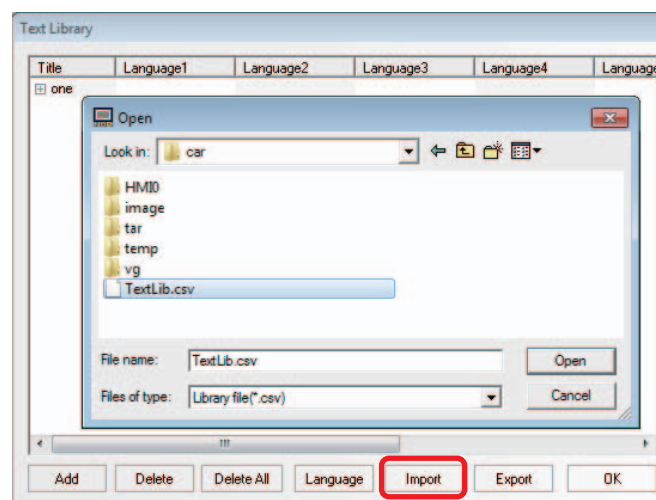 Text Library
Title Language1 Language2 Language3 Language4 Language
one
Open
Look in: car
HMI0
image
tar
temp
vg
TextLib.csv
File name: TextLib.csv Open
Files of type: Library file(*.csv) Cancel
Add Delete Delete All Language Import Export OK